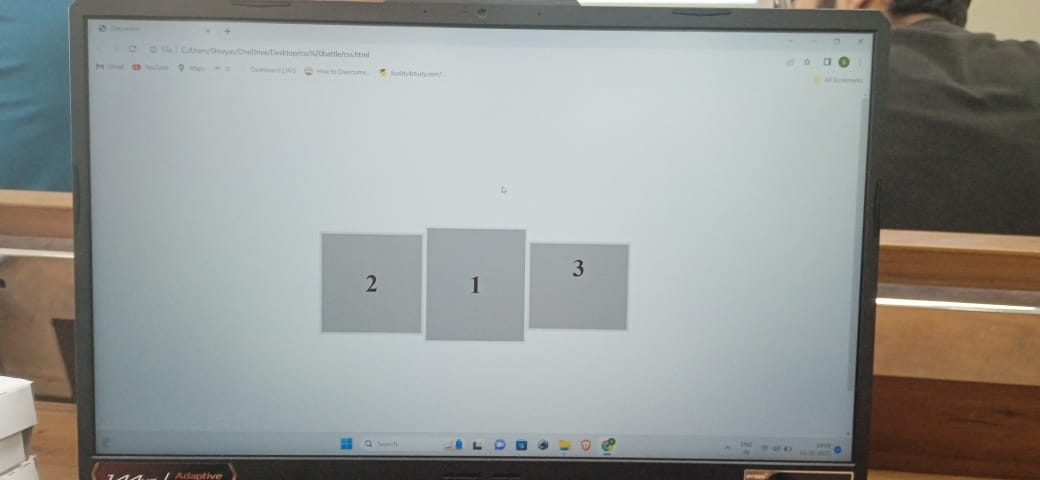 Document
File | C:/Users/Shreyas/OneDrive/Desktop/css%20battle/css.html
Gmail YouTube Maps Dashboard | How to Overcome... buddy4study.com/...
All Bookmarks
2 1 3
Search
ENG
IN
Adaptive